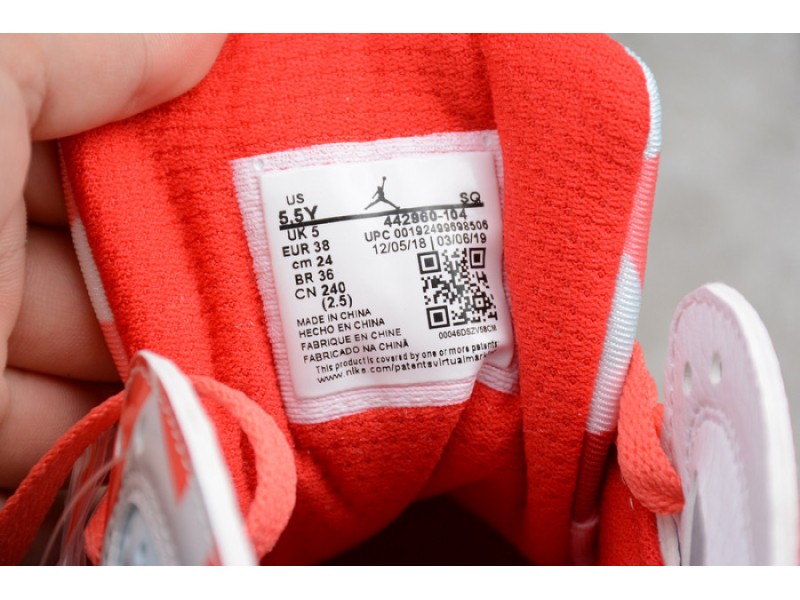 US SQ
5.5Y 442960-104
UK 5 UPC 00192499698506
EUR 38 12/05/18 | 03/06/19
cm 24
BR 36
CN 240
(2.5)
00046DSZV58CM
MADE IN CHINA
HECHO EN CHINA
FABRIQUE EN CHINE
FABRICADO NA CHINA
This product is covered by one or more patents:
www.nike.com/patentsvirtualmark